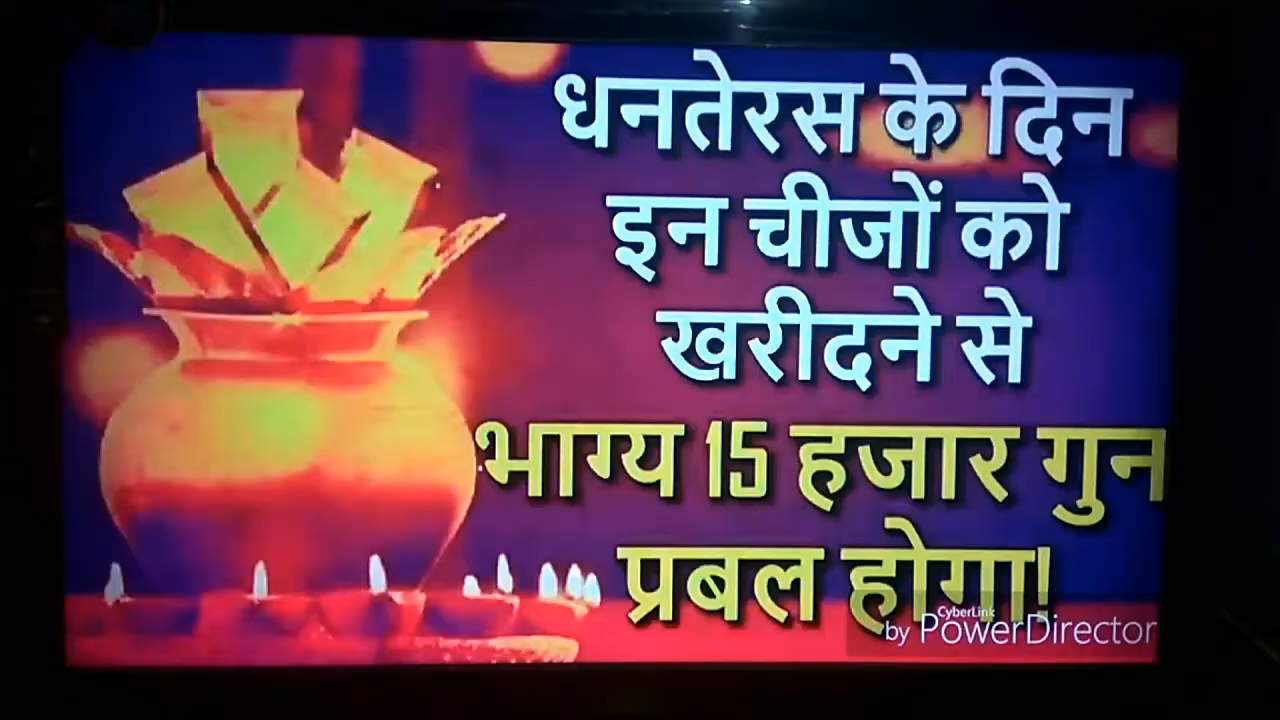 धनतेरस के दिन
इन चीजों को
खरीदने से
भाग्य 15 हजार गुन
प्रबल होगा!
CyberLink
by PowerDirector